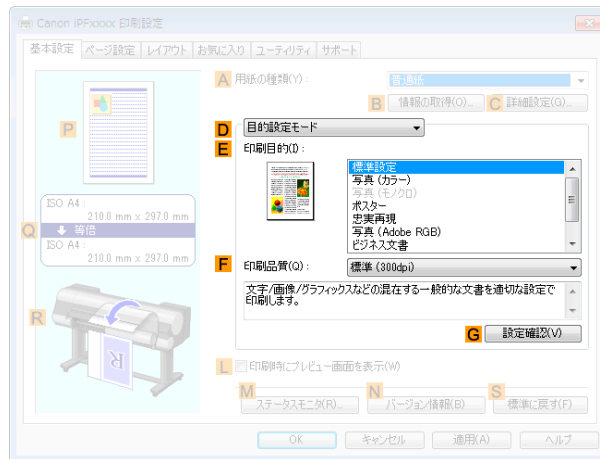 Canon iPFxxxx 印刷設定
基本設定 ページ設定 レイアウト お気に入り ユーティリティ サポート
A 用紙の種類(Y): 普通紙
B 情報の取得(O)... C 詳細設定(G)...
P
D 目的設定モード
E 印刷目的(I):
標準設定
写真 (カラー)
写真 (モノクロ)
ポスター
忠実再現
写真 (Adobe RGB)
ビジネス文書
ISO A4:
210.0 mm x 297.0 mm
Q 等倍
ISO A4:
210.0 mm x 297.0 mm
F 印刷品質(Q): 標準 (300dpi)
文字/画像/グラフィックスなどの混在する一般的な文書を適切な設定で
印刷します。
G 設定確認(V)
R
R
L 印刷時にプレビュー画面を表示(W)
M ステータスモニタ(R)... N バージョン情報(B) S 標準に戻す(F)
OK キャンセル 適用(A) ヘルプ